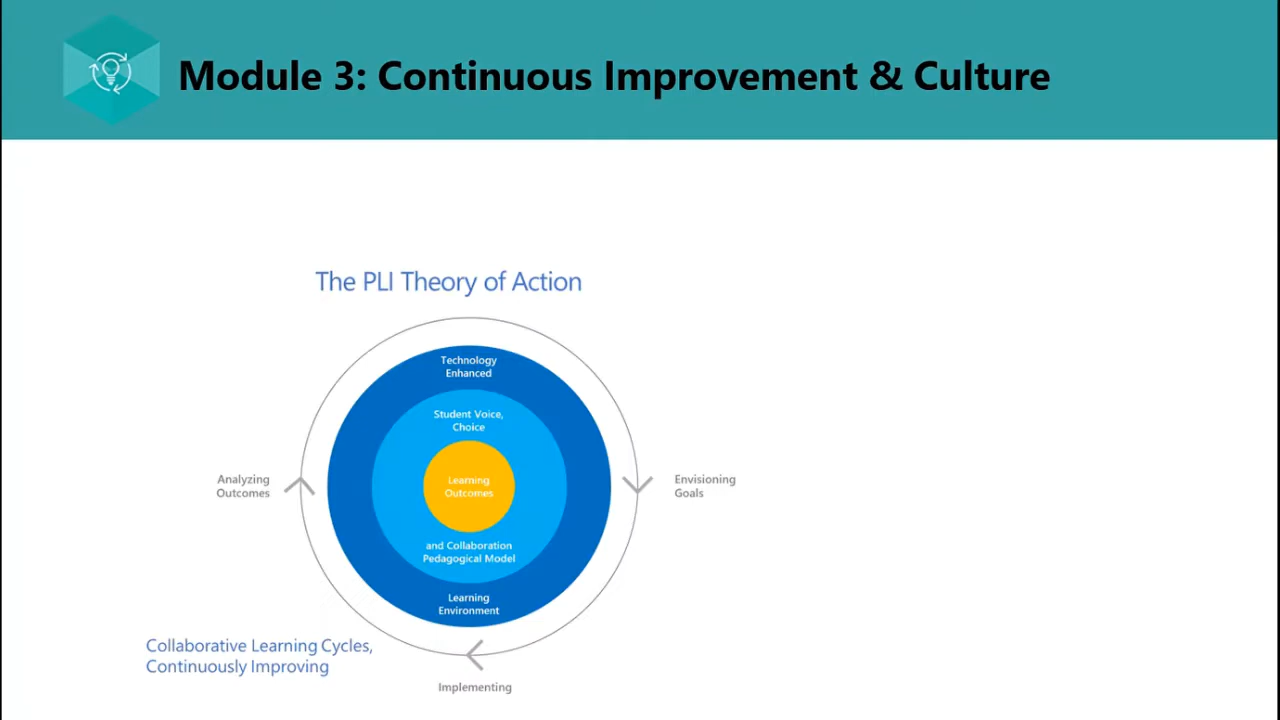 Module 3: Continuous Improvement & Culture
The PLI Theory of Action
Technology
Enhanced
Student Voice,
Choice
Learning
Outcomes
and Collaboration
Pedagogical Model
Learning
Environment
Analyzing
Outcomes
Envisioning
Goals
Collaborative Learning Cycles,
Continuously Improving
Implementing